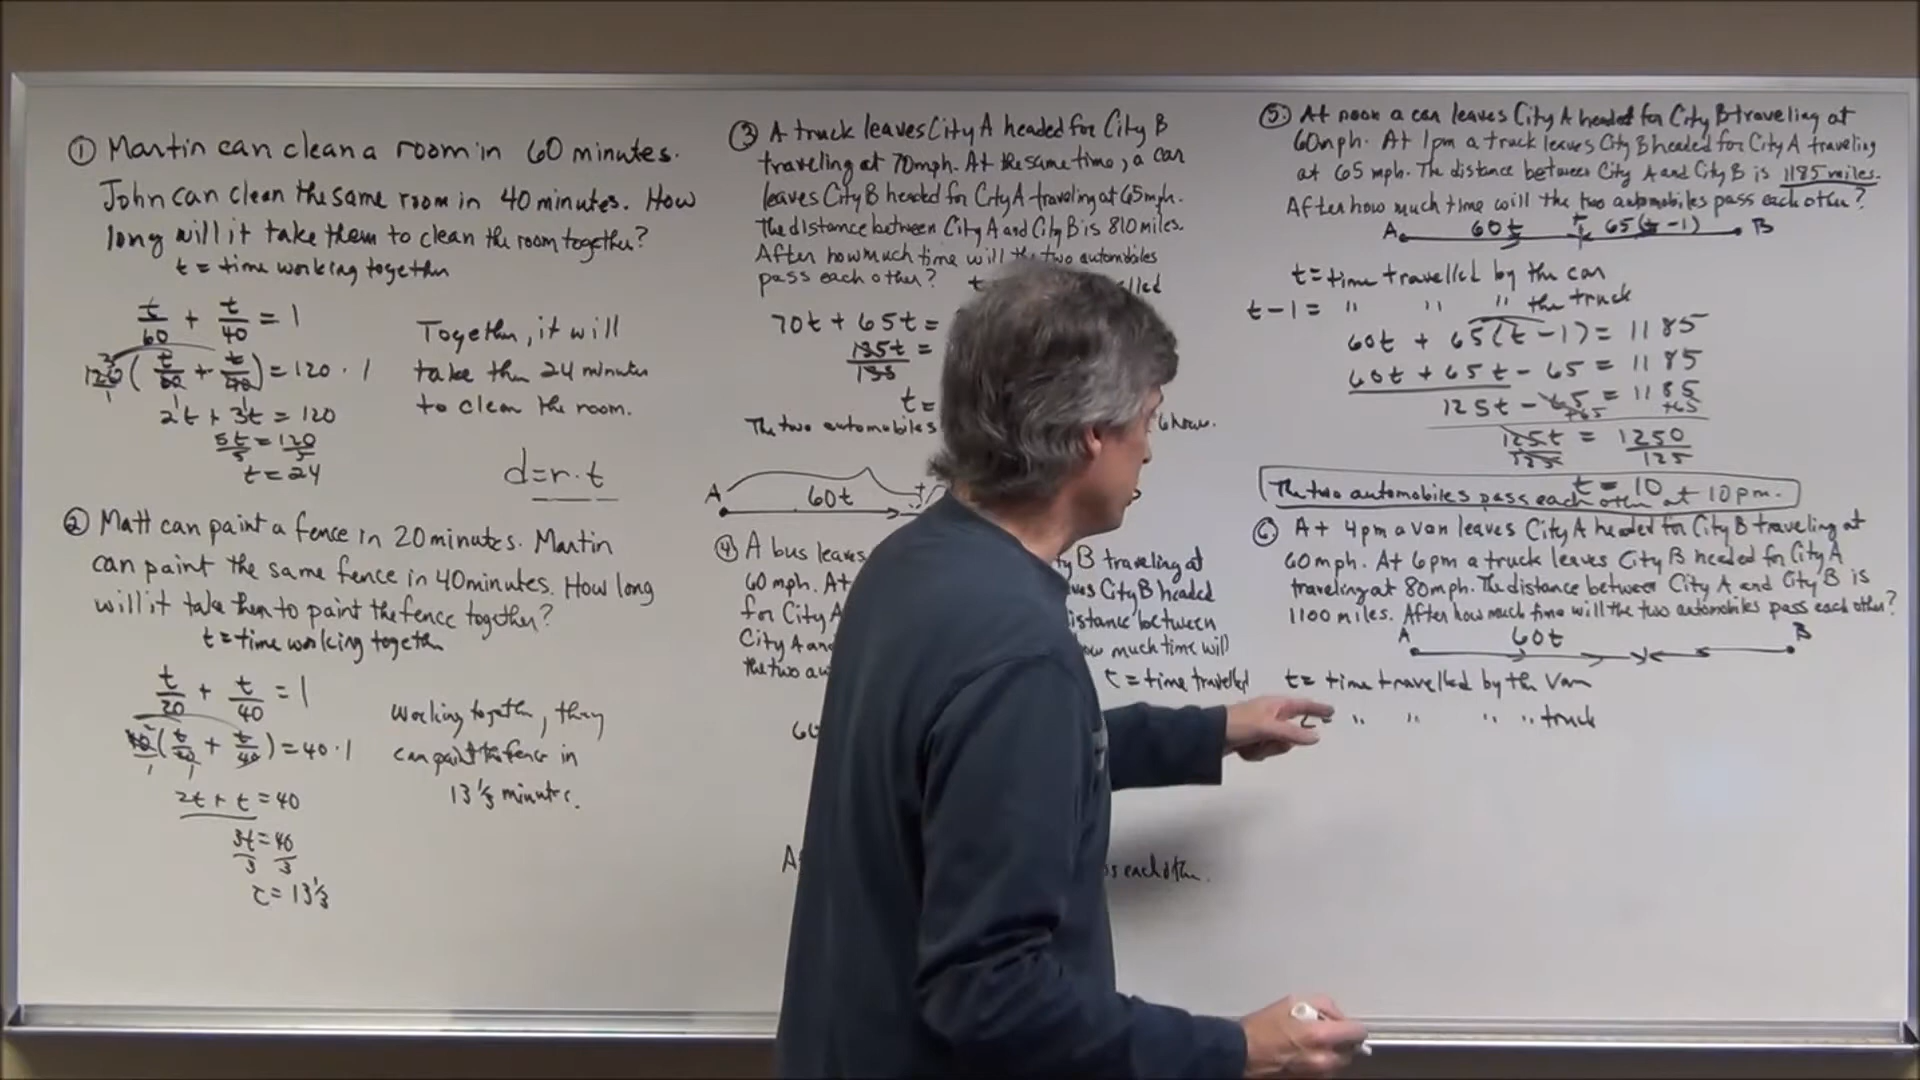 ① Martin can clean a room in 60 minutes.
John can clean the same room in 40 minutes. How
long will it take them to clean the room together?
t = time working together
t/60 + t/40 = 1
120 ( t/60 + t/40 ) = 120 · 1
2t + 3t = 120
5t/5 = 120/5
t = 24
Together, it will
take them 24 minutes
to clean the room.
d = r · t
② Matt can paint a fence in 20 minutes. Martin
can paint the same fence in 40 minutes. How long
will it take them to paint the fence together?
t = time working together
t/20 + t/40 = 1
( t/20 + t/40 ) = 40 · 1
2t + t = 40
3t/3 = 40/3
t = 13 1/3
Working together, they
can paint the fence in
13 1/3 minutes.
③ A truck leaves City A headed for City B
traveling at 70mph. At the same time, a car
leaves City B headed for City A traveling at 65mph.
The distance between City A and City B is 810 miles.
After how much time will the two automobiles
pass each other?
70t + 65t =
135t/135 =
t =
The two automobiles hours.
A 60t
④ A bus leaves B traveling at
60 mph. At City B headed
for City A distance between
City A and how much time will
the two t = time travelled
each other.
⑤ At noon a car leaves City A headed for City B traveling at
60mph. At 1pm a truck leaves City B headed for City A traveling
at 65 mph. The distance between City A and City B is 1185 miles.
After how much time will the two automobiles pass each other?
A 60t 65(t-1) B
t = time travelled by the car
t-1 = " " " the truck
60t + 65(t-1) = 1185
60t + 65t - 65 = 1185
125t - 65 = 1185
+65 +65
125t/125 = 1250/125
t = 10
The two automobiles pass each other at 10pm.
⑥ At 4pm a van leaves City A headed for City B traveling at
60mph. At 6pm a truck leaves City B headed for City A
traveling at 80mph. The distance between City A and City B is
1100 miles. After how much time will the two automobiles pass each other?
A 60t B
t = time travelled by the van
" " " " truck